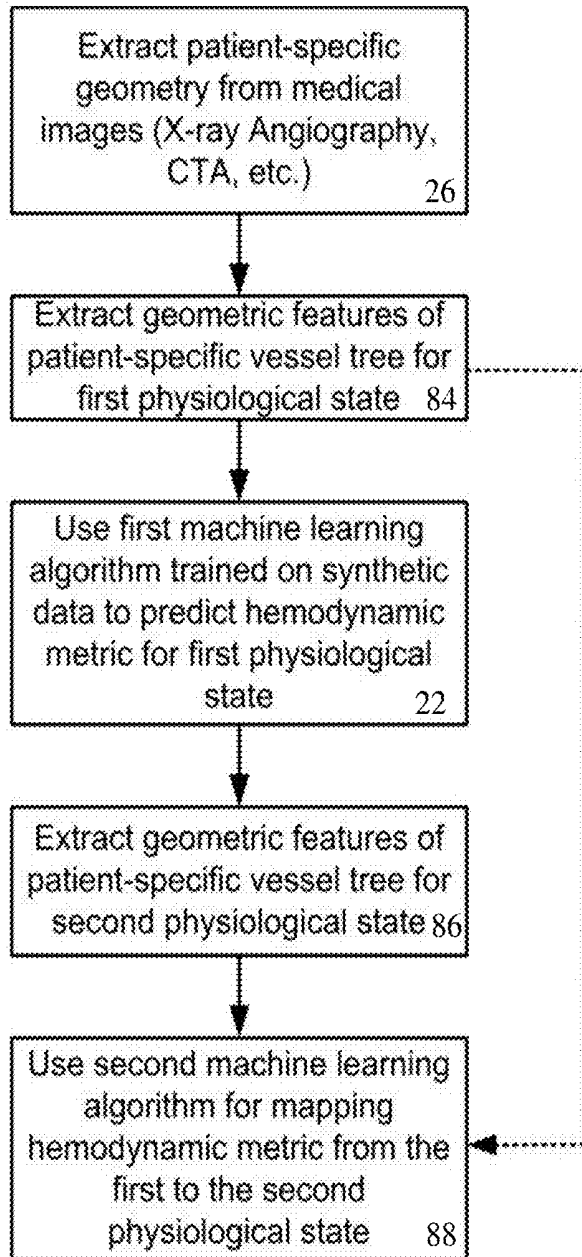 Extract patient-specific
geometry from medical
images (X-ray Angiography,
CTA, etc.)
26
Extract geometric features of
patient-specific vessel tree for
first physiological state 84
Use first machine learning
algorithm trained on synthetic
data to predict hemodynamic
metric for first physiological
state
22
Extract geometric features of
patient-specific vessel tree for
second physiological state 86
Use second machine learning
algorithm for mapping
hemodynamic metric from the
first to the second
physiological state 88